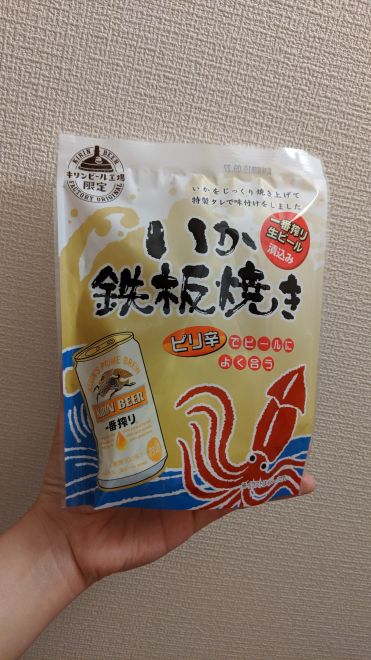 KIRIN BEER
キリンビール工場
限定
FACTORY ORIGINAL
いかをじっくり焼き上げて
特製タレで味付けをしました
いか
鉄板焼き
一番搾り
生ビール
漬込み
ピリ辛でビールに
よく合う
KIRIN BEER
一番搾り